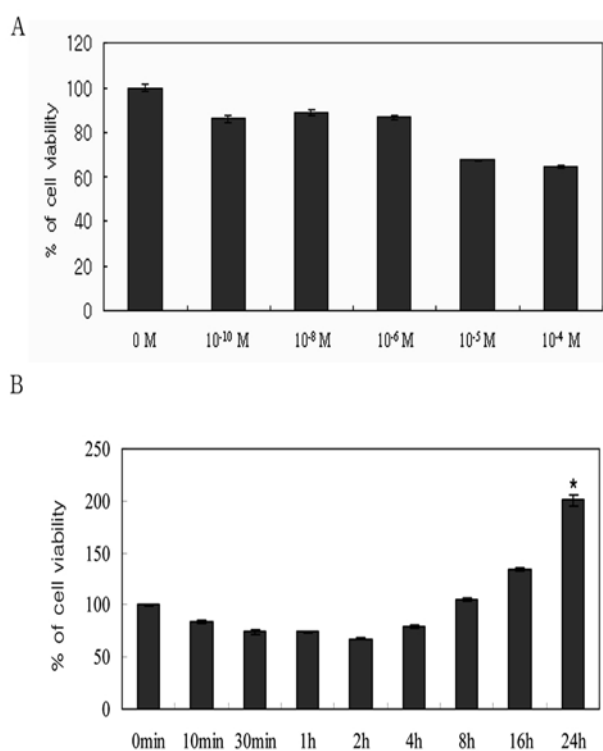 A
% of cell viability
120
100
80
60
40
20
0
0 M 10⁻¹⁰ M 10⁻⁸ M 10⁻⁶ M 10⁻⁵ M 10⁻⁴ M
B
% of cell viability
250
200
150
100
50
0
*
0min 10min 30min 1h 2h 4h 8h 16h 24h